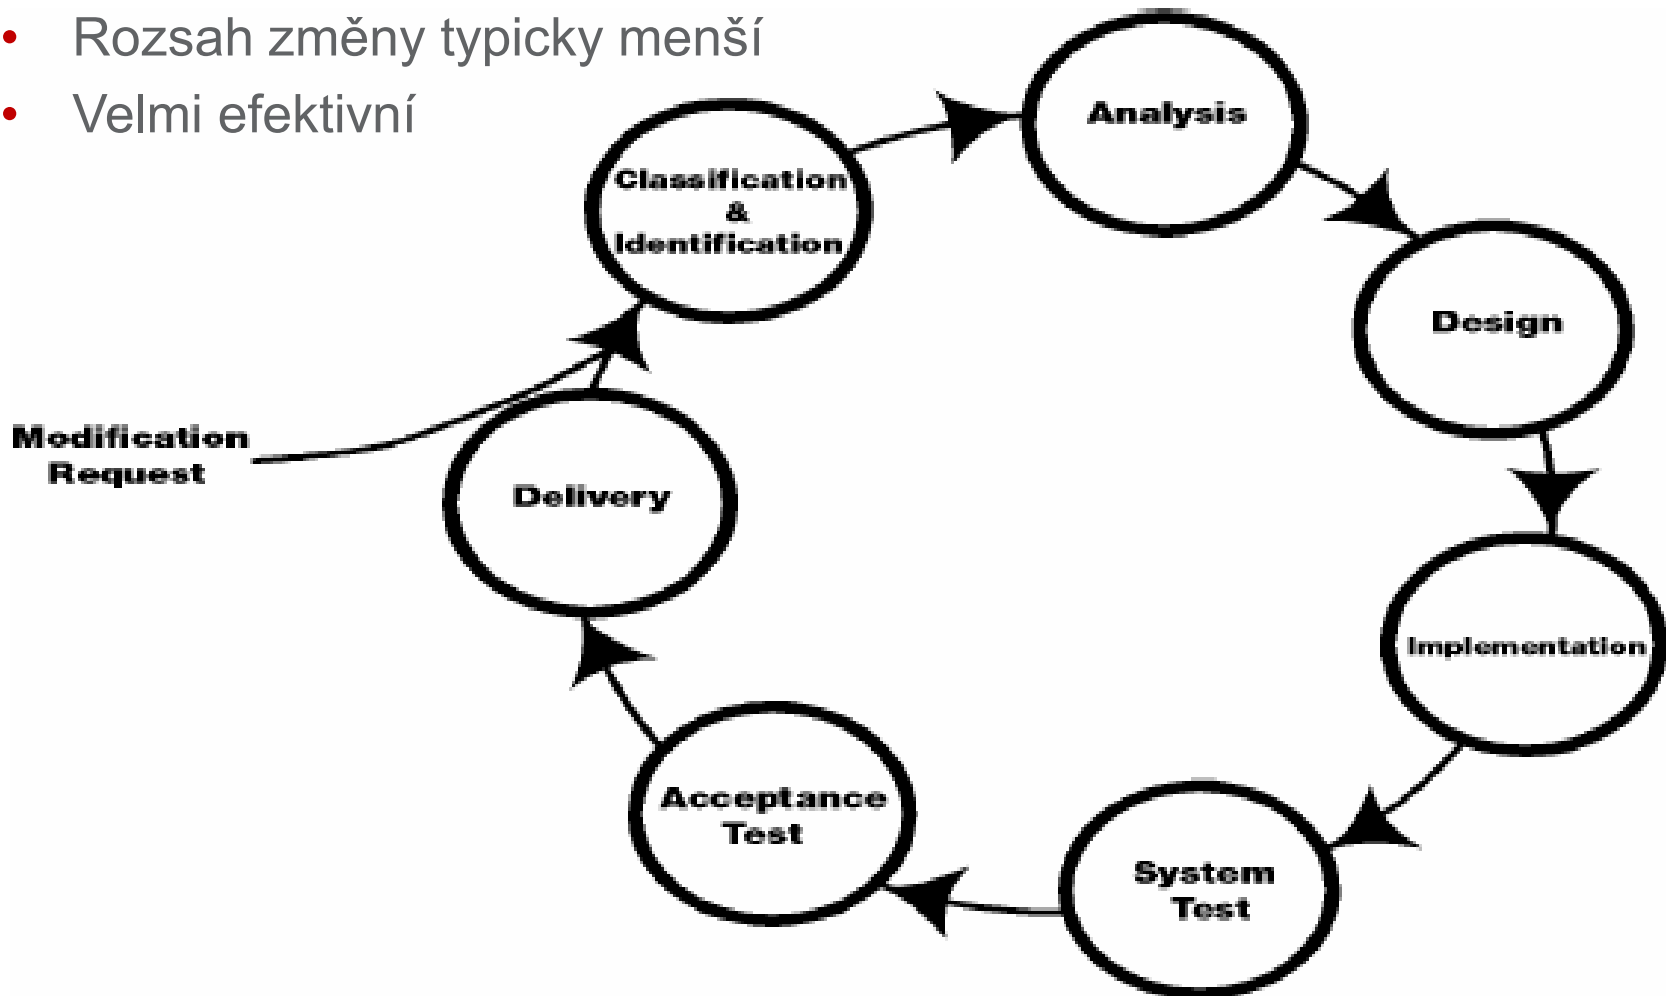 • Rozsah změny typicky menší
• Velmi efektivní
Classification
&
Identification
Analysis
Design
Implementation
System
Test
Acceptance
Test
Delivery
Modification
Request